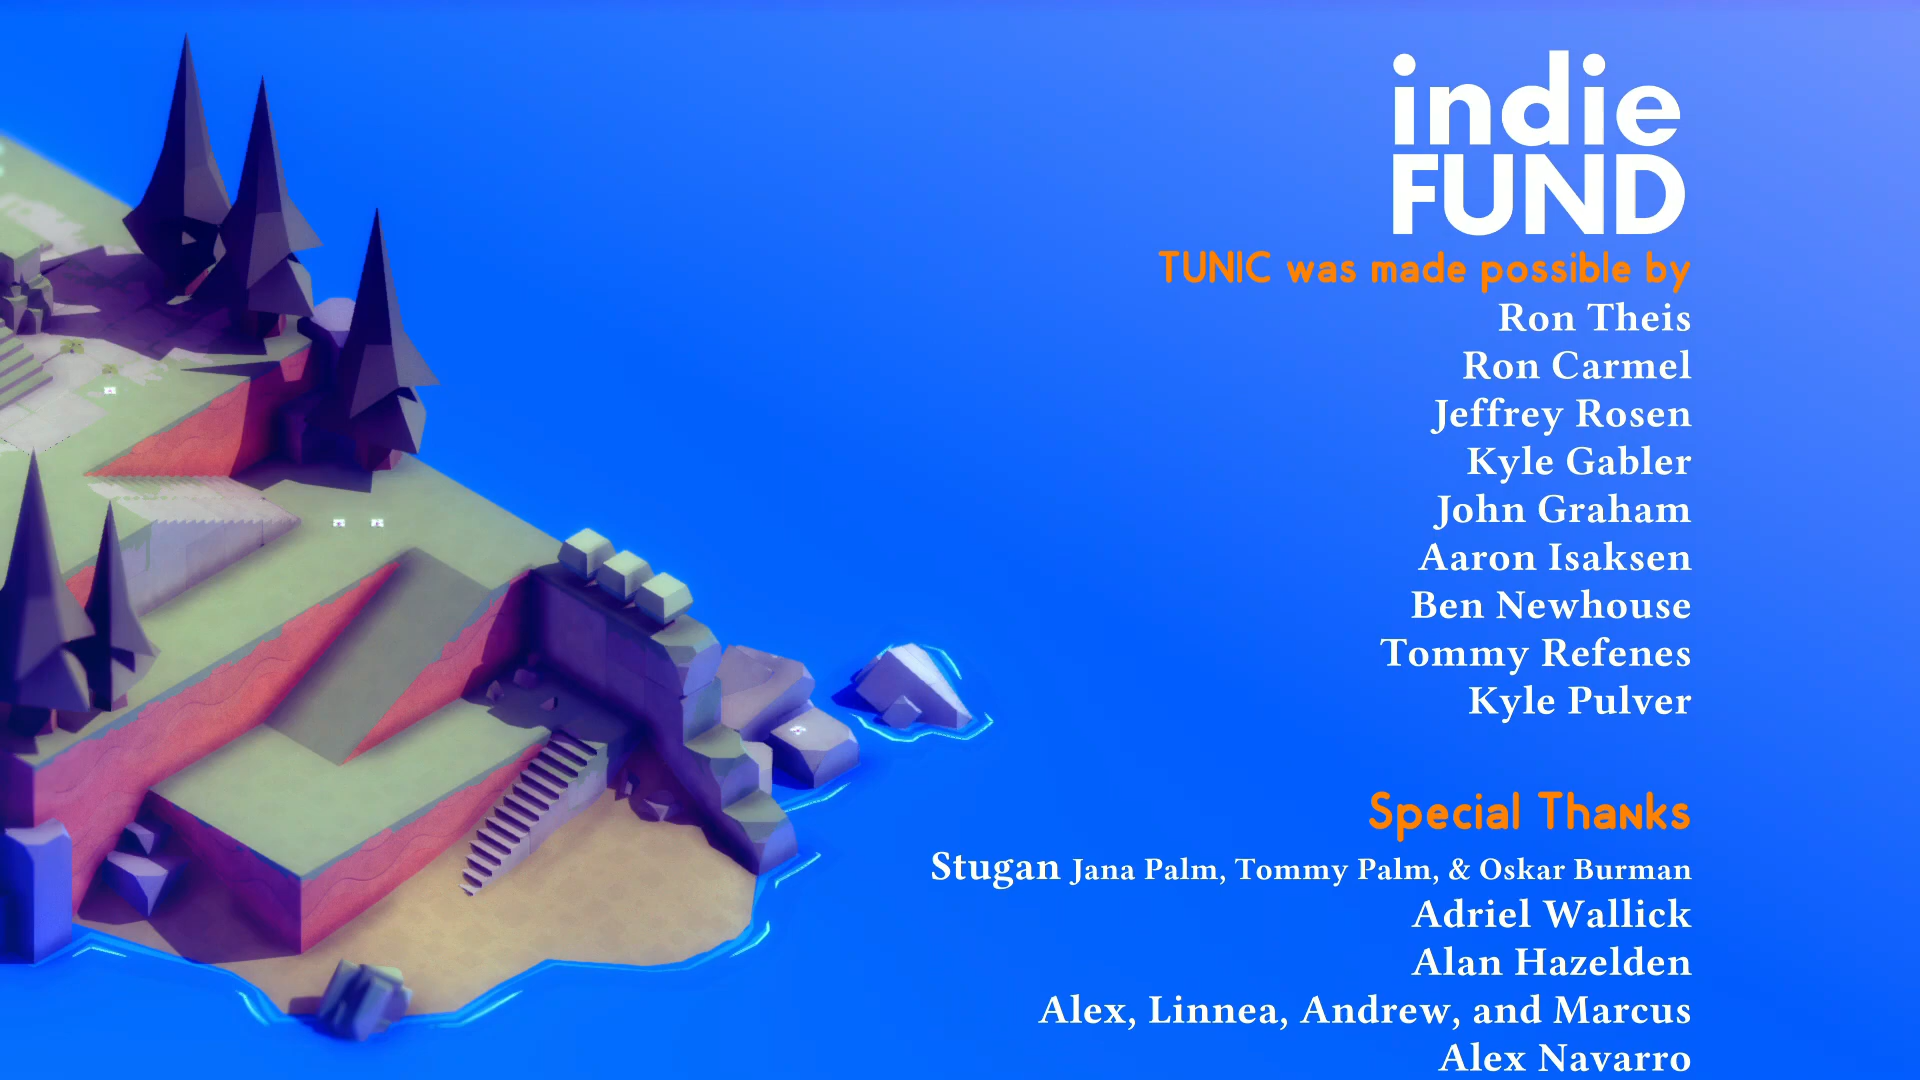 indie
FUND
TUNIC was made possible by
Ron Theis
Ron Carmel
Jeffrey Rosen
Kyle Gabler
John Graham
Aaron Isaksen
Ben Newhouse
Tommy Refenes
Kyle Pulver
Special Thanks
Stugan Jana Palm, Tommy Palm, & Oskar Burman
Adriel Wallick
Alan Hazelden
Alex, Linnea, Andrew, and Marcus
Alex Navarro